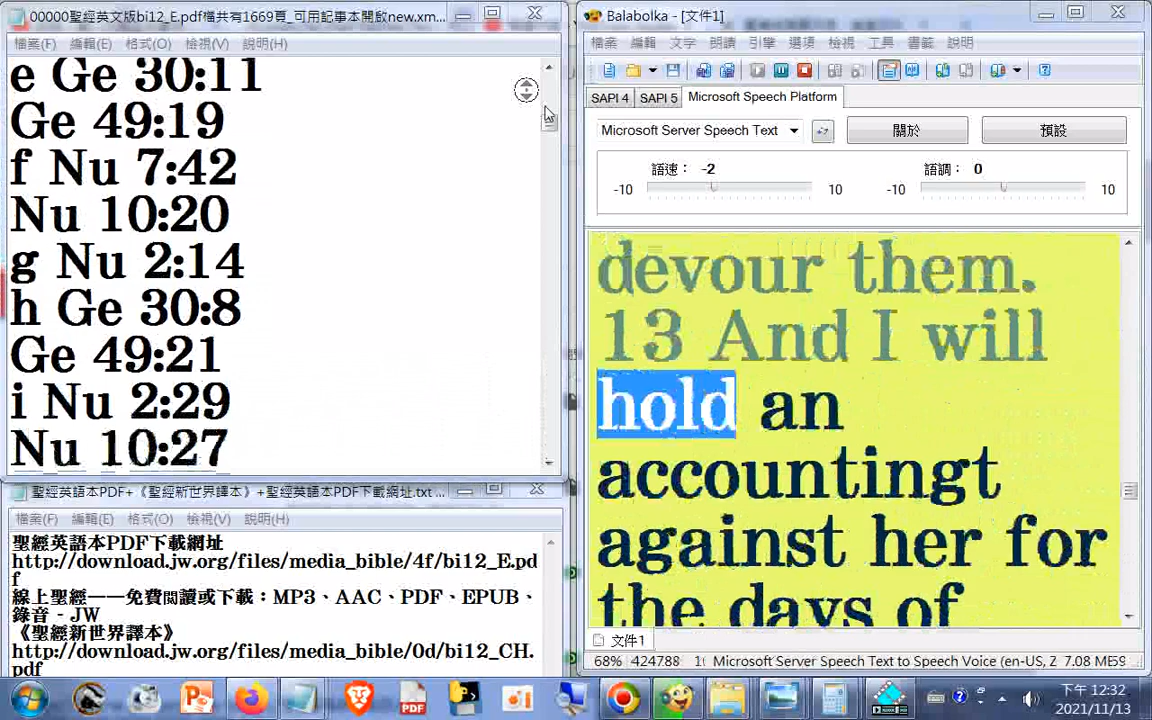 00000聖經英文版bi12_E.pdf檔共有1669頁_可用記事本開啟new.xm...
檔案(F) 編輯(E) 格式(O) 檢視(V) 說明(H)
e Ge 30:11
Ge 49:19
f Nu 7:42
Nu 10:20
g Nu 2:14
h Ge 30:8
Ge 49:21
i Nu 2:29
Nu 10:27
聖經英語本PDF+《聖經新世界譯本》+聖經英語本PDF下載網址.txt ...
檔案(F) 編輯(E) 格式(O) 檢視(V) 說明(H)
聖經英語本PDF下載網址
http://download.jw.org/files/media_bible/4f/bi12_E.pd
f
線上聖經——免費閱讀或下載：MP3、AAC、PDF、EPUB、
錄音 - JW
《聖經新世界譯本》
http://download.jw.org/files/media_bible/0d/bi12_CH.
pdf
Balabolka - [文件1]
檔案 編輯 文字 朗讀 引擎 選項 檢視 工具 書籤 說明
SAPI 4 SAPI 5 Microsoft Speech Platform
Microsoft Server Speech Text 關於 預設
語速： -2 語調： 0
-10 10 -10 10
devour them.
13 And I will
hold an
accountingt
against her for
the days of
文件1
68% 424788 Microsoft Server Speech Text to Speech Voice (en-US, Z 7.08 MB
PDF
下午 12:32
2021/11/13